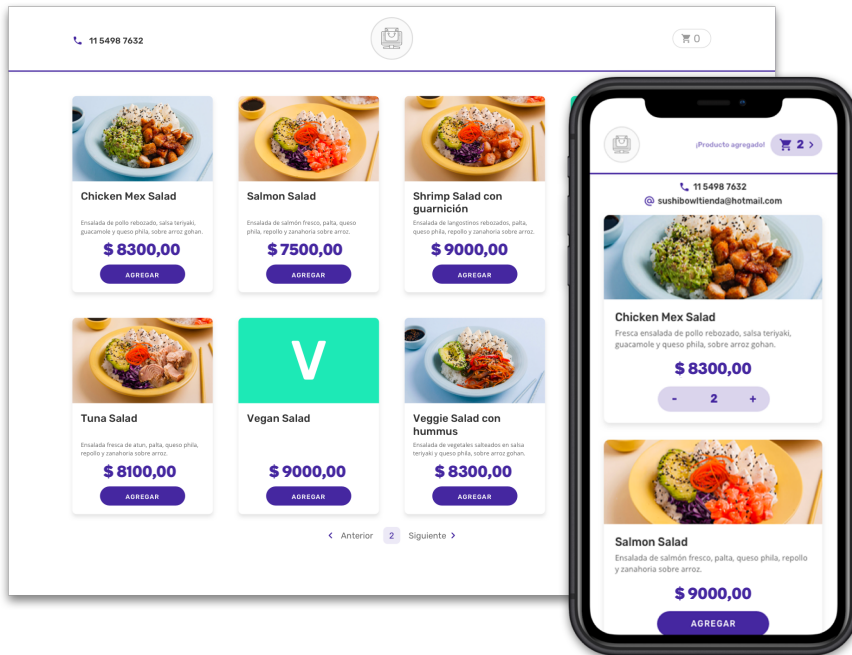 11 5498 7632
0
Chicken Mex Salad
Ensalada de pollo rebozado, salsa teriyaki,
guacamole y queso phila, sobre arroz gohan.
$ 8300,00
AGREGAR
Salmon Salad
Ensalada de salmón fresco, palta, queso
phila, repollo y zanahoria sobre arroz.
$ 7500,00
AGREGAR
Shrimp Salad con
guarnición
Ensalada de langostinos rebozados, palta,
queso phila, repollo y zanahoria sobre arroz.
$ 9000,00
AGREGAR
Tuna Salad
Ensalada fresca de atun, palta, queso phila,
repollo y zanahoria sobre arroz.
$ 8100,00
AGREGAR
V
Vegan Salad
$ 9000,00
AGREGAR
Veggie Salad con
hummus
Ensalada de vegetales salteados en salsa
teriyaki y queso phila, sobre arroz gohan.
$ 8300,00
AGREGAR
< Anterior 2 Siguiente >
¡Producto agregado! 2 >
11 5498 7632
@ sushibowltienda@hotmail.com
Chicken Mex Salad
Fresca ensalada de pollo rebozado, salsa teriyaki,
guacamole y queso phila, sobre arroz gohan.
$ 8300,00
- 2 +
Salmon Salad
Ensalada de salmón fresco, palta, queso phila, repollo
y zanahoria sobre arroz.
$ 9000,00
AGREGAR